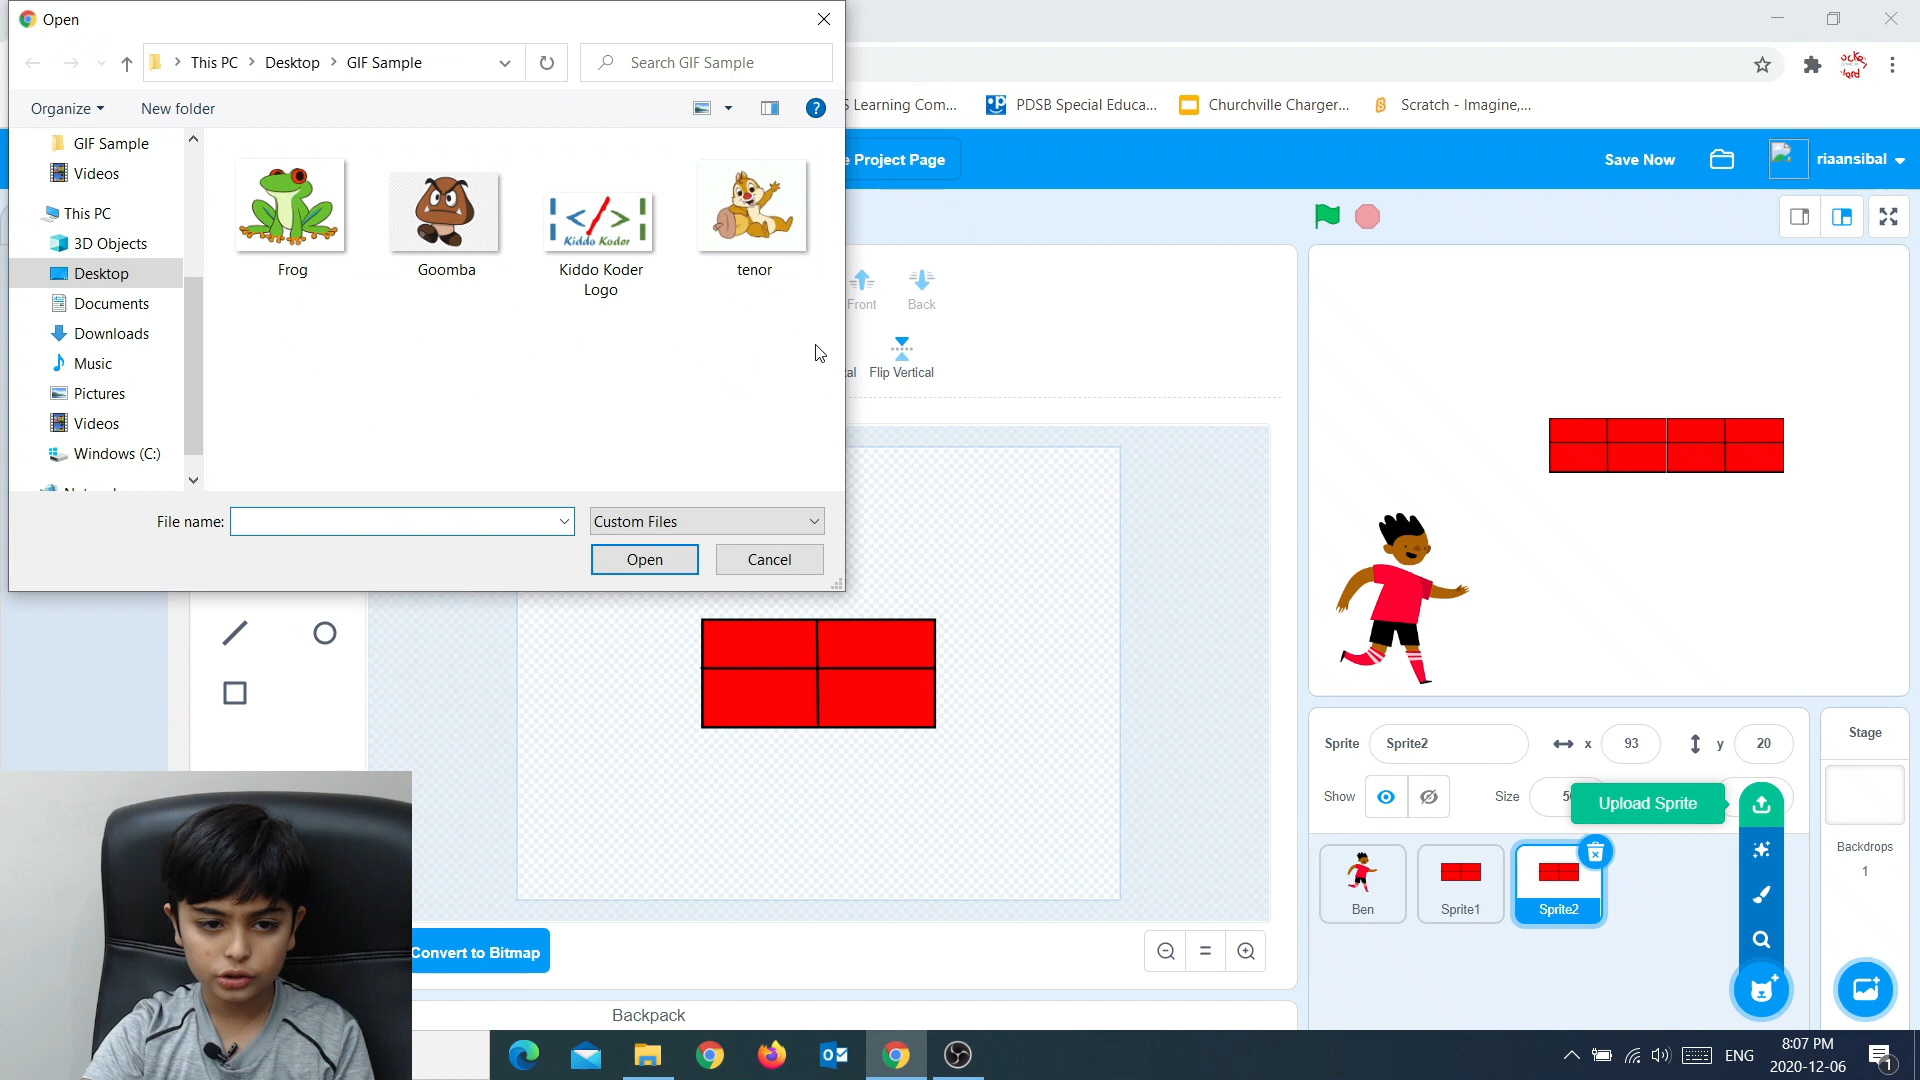 Open
This PC > Desktop > GIF Sample
Search GIF Sample
Organize
New folder
GIF Sample
Videos
This PC
3D Objects
Desktop
Documents
Downloads
Music
Pictures
Videos
Windows (C:)
Frog
Goomba
Kiddo Koder
Kiddo Koder
Logo
tenor
File name:
Custom Files
Open
Cancel
Learning Com...
PDSB Special Educa...
Churchville Charger...
Scratch - Imagine,...
Project Page
Save Now
riaansibal
Front
Back
Flip Vertical
Convert to Bitmap
Backpack
Sprite
Sprite2
x
93
y
20
Show
Size
Upload Sprite
Ben
Sprite1
Sprite2
Stage
Backdrops
1
ENG
8:07 PM
2020-12-06
1